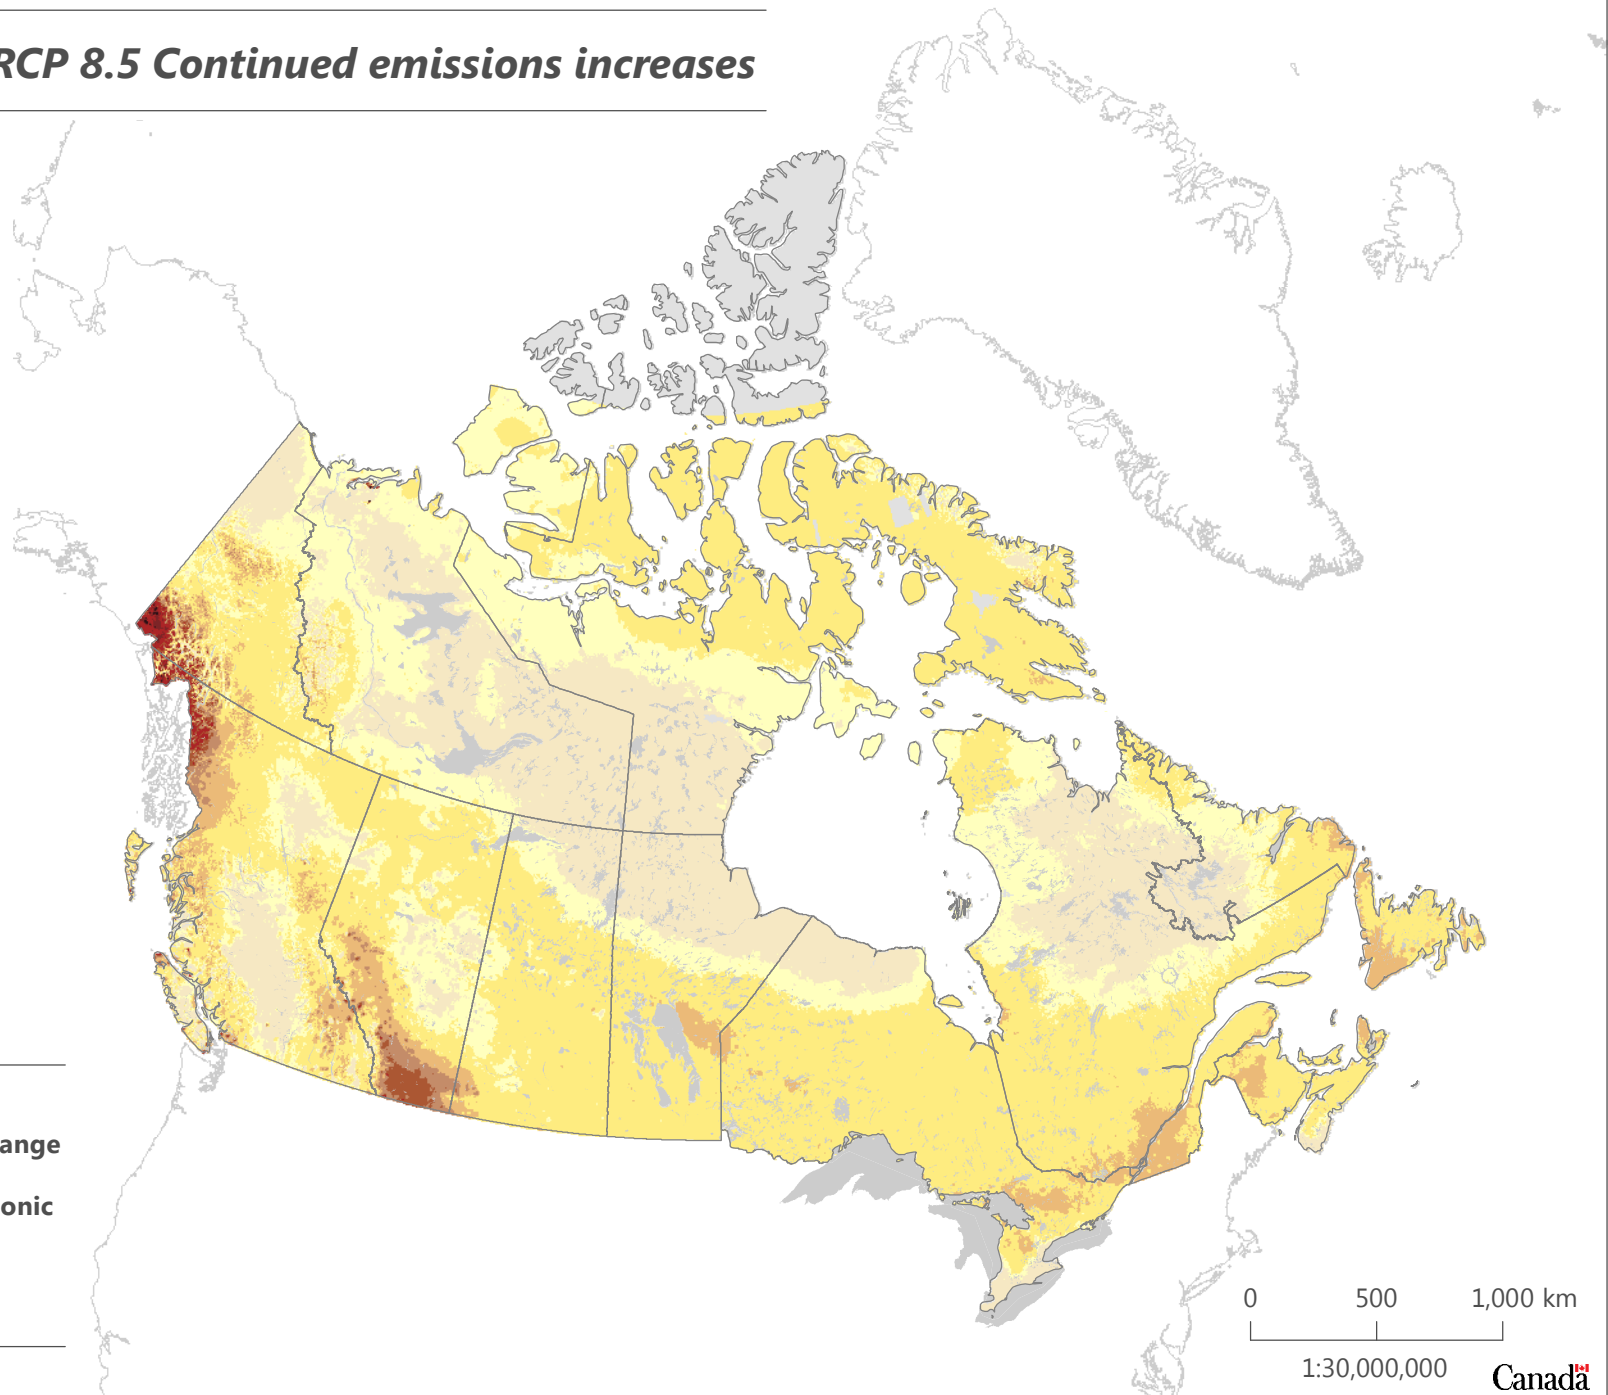 RCP 8.5 Continued emissions increases
ange
onic
0 500 1,000 km
1:30,000,000
Canada